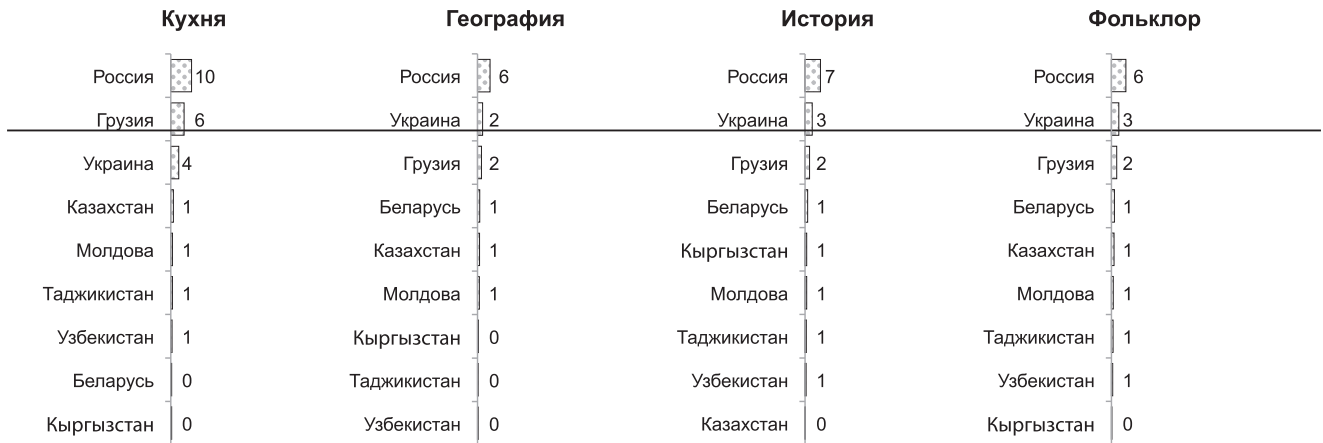 Кухня География История Фольклор
Россия 10 Россия 6 Россия 7 Россия 6
Грузия 6 Украина 2 Украина 3 Украина 3
Украина 4 Грузия 2 Грузия 2 Грузия 2
Казахстан 1 Беларусь 1 Беларусь 1 Беларусь 1
Молдова 1 Казахстан 1 Кыргызстан 1 Казахстан 1
Таджикистан 1 Молдова 1 Молдова 1 Молдова 1
Узбекистан 1 Кыргызстан 0 Таджикистан 1 Таджикистан 1
Беларусь 0 Таджикистан 0 Узбекистан 1 Узбекистан 1
Кыргызстан 0 Узбекистан 0 Казахстан 0 Кыргызстан 0